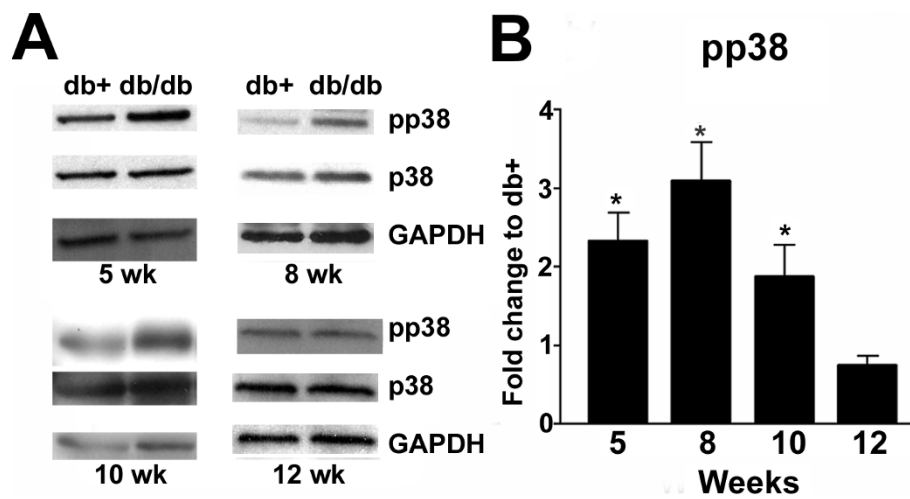 A
db+ db/db
db+ db/db
pp38
p38
GAPDH
5 wk
8 wk
pp38
p38
GAPDH
10 wk
12 wk
B
pp38
Fold change to db+
4
3
2
1
0
*
*
*
5 8 10 12
Weeks